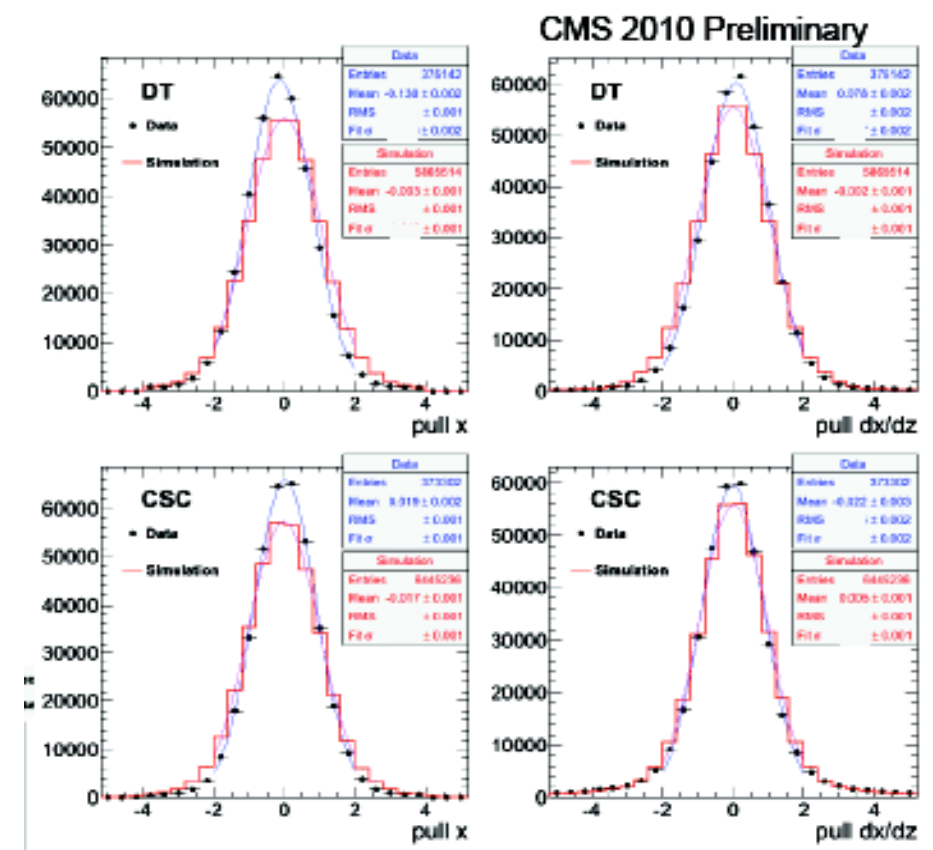 CMS 2010 Preliminary
DT
Data
Simulation
Data
Entries 375142
Mean -0.138 ± 0.002
RMS ± 0.001
Fit σ ± 0.002
Simulation
Entries
Mean -0.003 ± 0.001
RMS ± 0.001
Fit σ ± 0.001
60000
50000
40000
30000
20000
10000
0
-4 -2 0 2 4
pull x
DT
Data
Simulation
Data
Entries 375142
Mean 0.078 ± 0.002
RMS ± 0.002
Fit σ ± 0.002
Simulation
Entries
Mean -0.002 ± 0.001
RMS ± 0.001
Fit σ ± 0.001
60000
50000
40000
30000
20000
10000
0
-4 -2 0 2 4
pull dx/dz
CSC
Data
Simulation
Data
Entries 373302
Mean 0.019 ± 0.002
RMS ± 0.001
Fit σ ± 0.001
Simulation
Entries 6445236
Mean -0.017 ± 0.001
RMS ± 0.001
Fit σ ± 0.001
60000
50000
40000
30000
20000
10000
0
-4 -2 0 2 4
pull x
CSC
Data
Simulation
Data
Entries 373302
Mean -0.022 ± 0.003
RMS ± 0.002
Fit σ ± 0.002
Simulation
Entries 6445236
Mean 0.005 ± 0.001
RMS ± 0.001
Fit σ ± 0.001
60000
50000
40000
30000
20000
10000
0
-4 -2 0 2 4
pull dx/dz